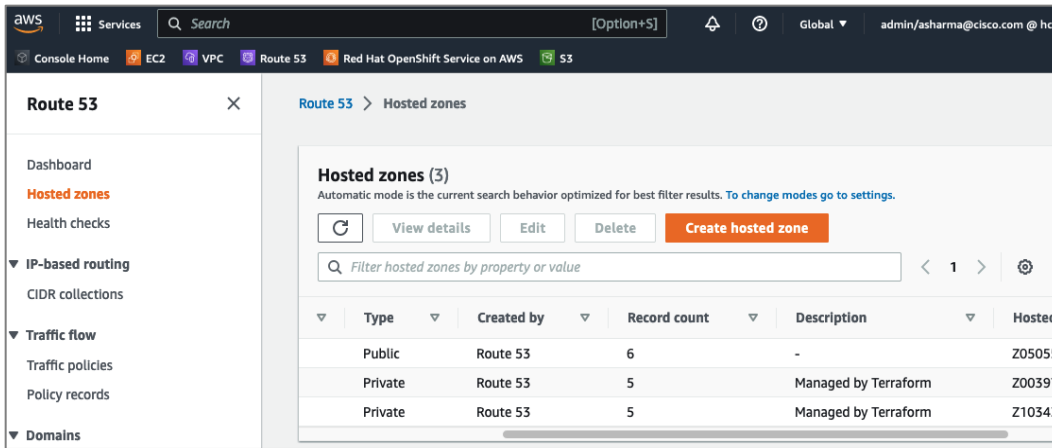 aws Services Search [Option+S] Global admin/asharma@cisco.com @ hc
Console Home EC2 VPC Route 53 Red Hat OpenShift Service on AWS S3
Route 53
Dashboard
Hosted zones
Health checks
IP-based routing
CIDR collections
Traffic flow
Traffic policies
Policy records
Domains
Route 53 > Hosted zones
Hosted zones (3)
Automatic mode is the current search behavior optimized for best filter results. To change modes go to settings.
View details Edit Delete Create hosted zone
Filter hosted zones by property or value 1
Type Created by Record count Description Hosted
Public Route 53 6 - Z0505
Private Route 53 5 Managed by Terraform Z0039
Private Route 53 5 Managed by Terraform Z1034